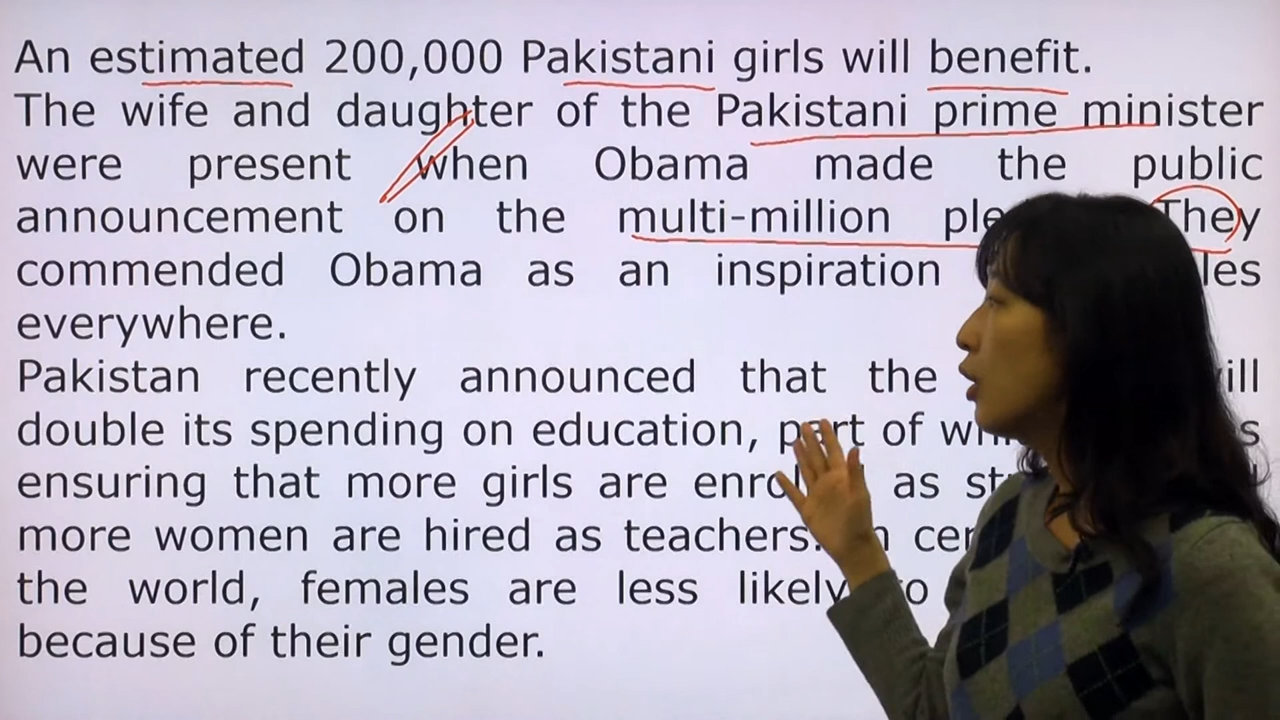 An estimated 200,000 Pakistani girls will benefit.
The wife and daughter of the Pakistani prime minister
were present when Obama made the public
announcement on the multi-million They
commended Obama as an inspiration
everywhere.
Pakistan recently announced that the
double its spending on education, part of
ensuring that more girls are as
more women are hired as teachers.
the world, females are less likely
because of their gender.